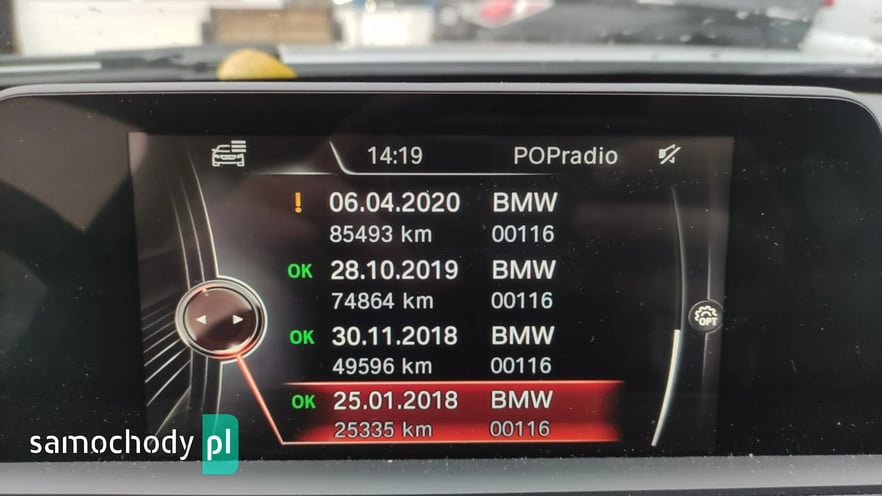 14:19 POPradio
! 06.04.2020 BMW
85493 km 00116
OK 28.10.2019 BMW
74864 km 00116
OK 30.11.2018 BMW
49596 km 00116
OK 25.01.2018 BMW
25335 km 00116
OPT
samochody pl